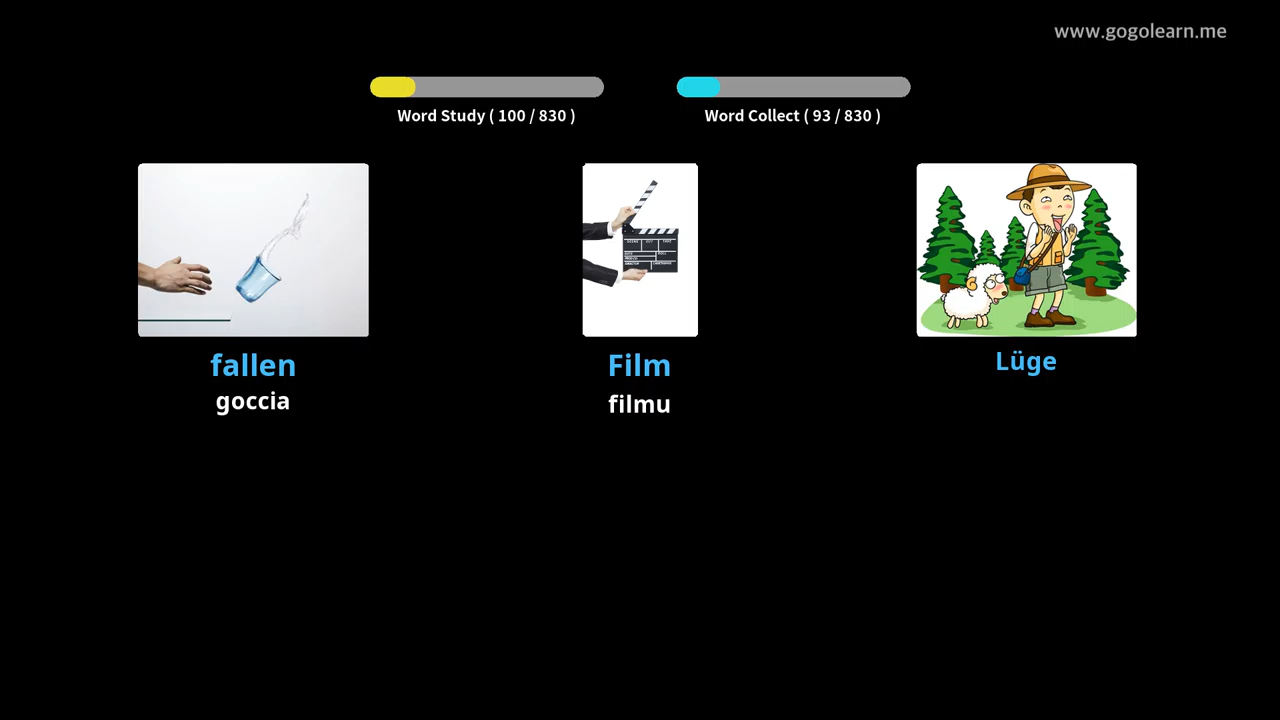 www.gogolearn.me
Word Study ( 100 / 830 )
Word Collect ( 93 / 830 )
fallen
goccia
Film
filmu
Lüge